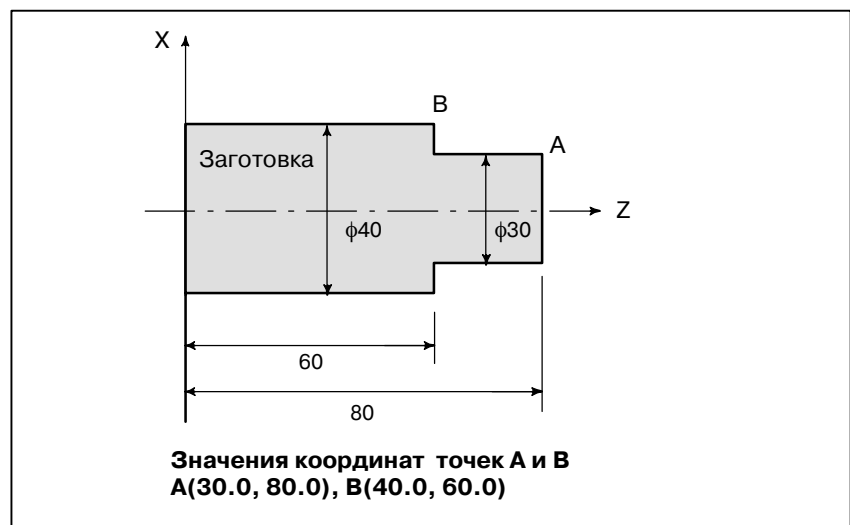 X
B
A
Заготовка
Z
ϕ40
ϕ30
60
80
Значения координат точек А и В
А(30.0, 80.0), В(40.0, 60.0)